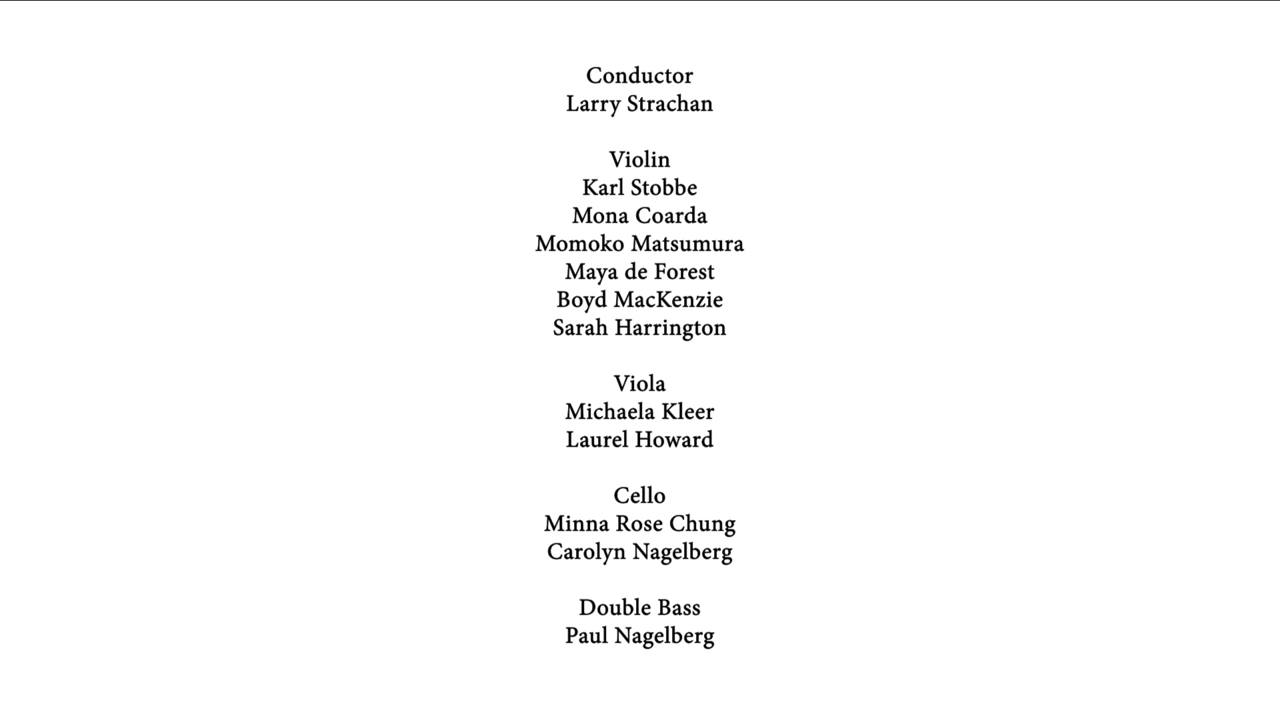 Conductor
Larry Strachan
Violin
Karl Stobbe
Mona Coarda
Momoko Matsumura
Maya de Forest
Boyd MacKenzie
Sarah Harrington
Viola
Michaela Kleer
Laurel Howard
Cello
Minna Rose Chung
Carolyn Nagelberg
Double Bass
Paul Nagelberg